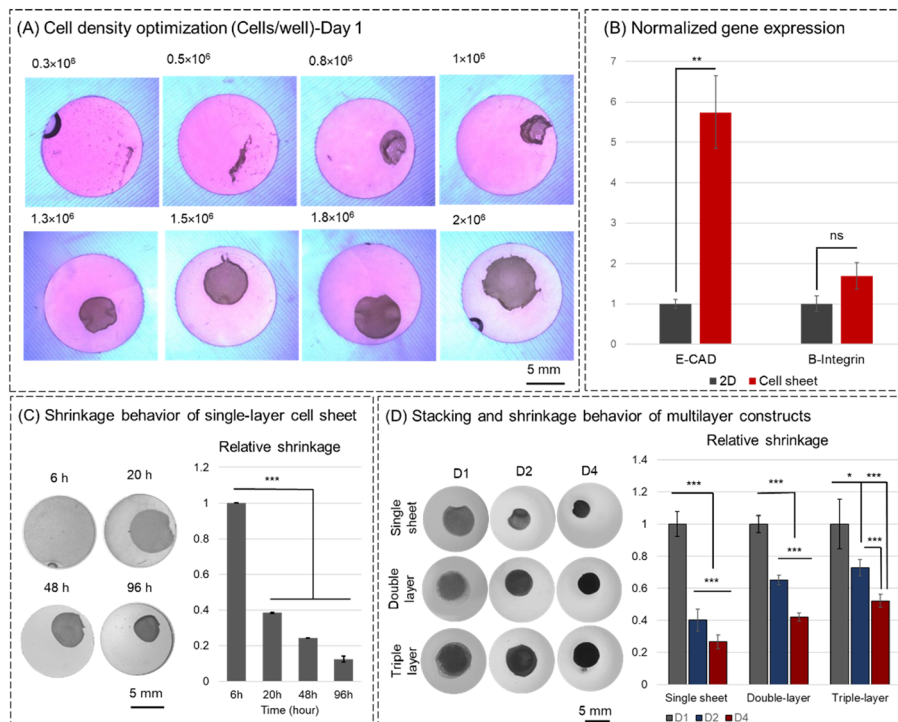 (A) Cell density optimization (Cells/well)-Day 1
0.3×10⁶
0.5×10⁶
0.8×10⁶
1×10⁶
1.3×10⁶
1.5×10⁶
1.8×10⁶
2×10⁶
5 mm
(B) Normalized gene expression
7
6
5
4
3
2
1
0
**
ns
E-CAD
B-Integrin
2D
Cell sheet
(C) Shrinkage behavior of single-layer cell sheet
6 h
20 h
48 h
96 h
5 mm
Relative shrinkage
1.2
1
0.8
0.6
0.4
0.2
0
***
6h
20h
48h
96h
Time (hour)
(D) Stacking and shrinkage behavior of multilayer constructs
D1
D2
D4
Single
sheet
Double
layer
Triple
layer
5 mm
Relative shrinkage
1.4
1.2
1
0.8
0.6
0.4
0.2
0
***
***
***
***
*
***
***
Single sheet
Double-layer
Triple-layer
D1
D2
D4